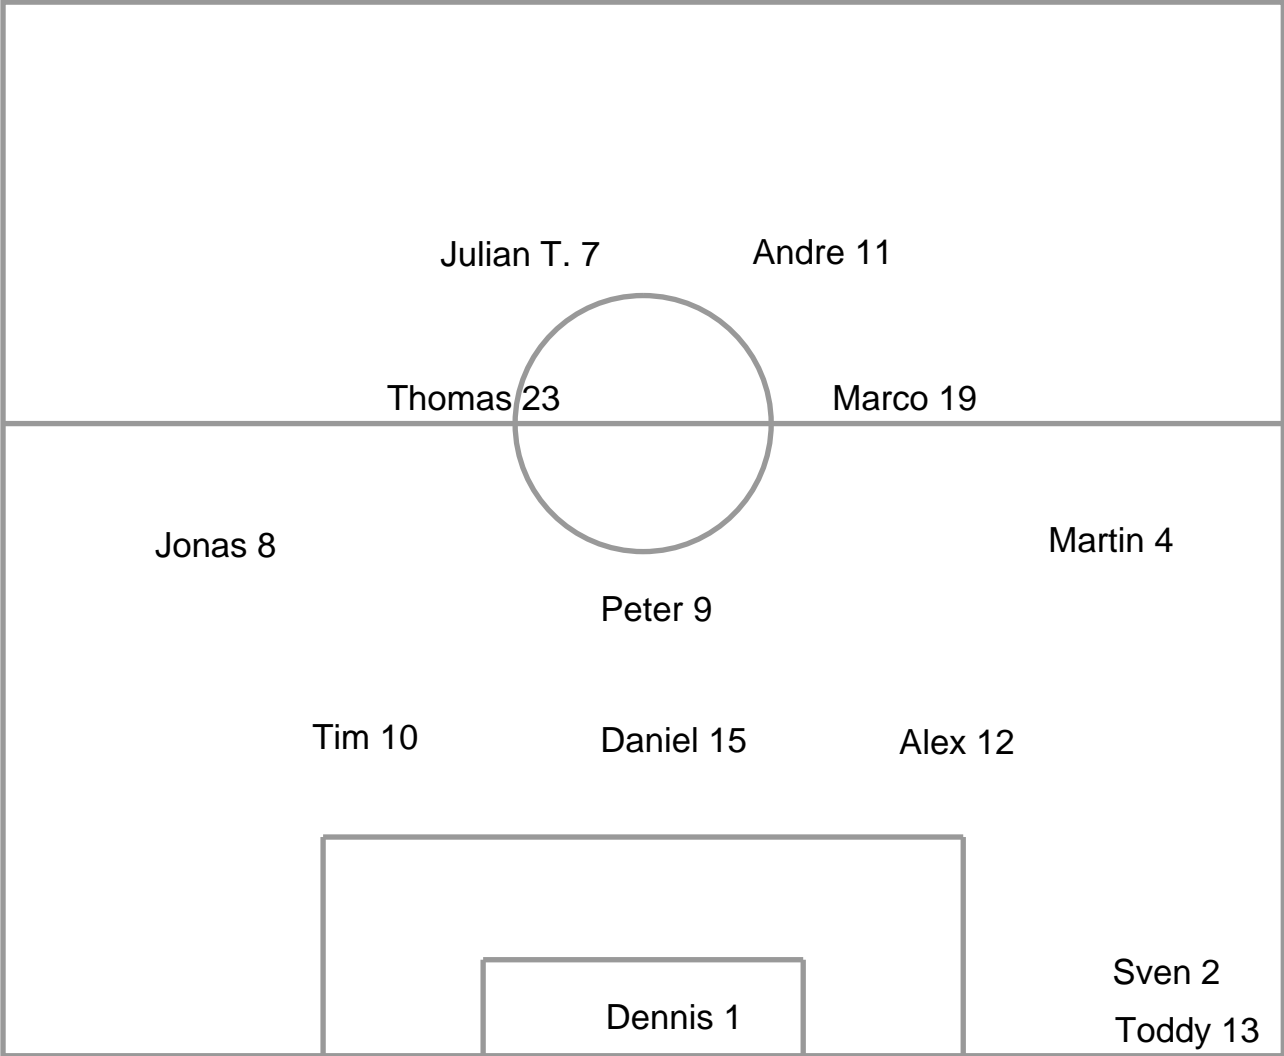 Julian T. 7
Andre 11
Thomas 23
Marco 19
Jonas 8
Martin 4
Peter 9
Tim 10
Daniel 15
Alex 12
Sven 2
Dennis 1
Toddy 13